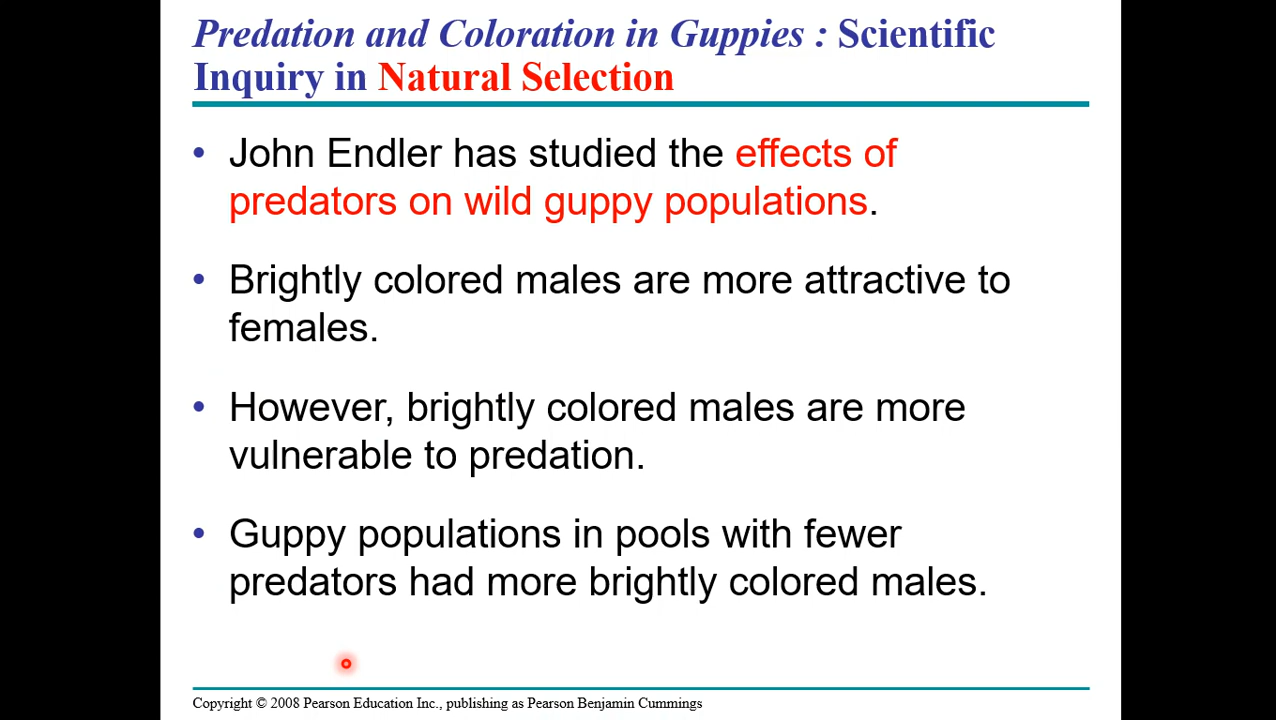 Predation and Coloration in Guppies : Scientific
Inquiry in Natural Selection
• John Endler has studied the effects of
predators on wild guppy populations.
• Brightly colored males are more attractive to
females.
• However, brightly colored males are more
vulnerable to predation.
• Guppy populations in pools with fewer
predators had more brightly colored males.
Copyright © 2008 Pearson Education Inc., publishing as Pearson Benjamin Cummings